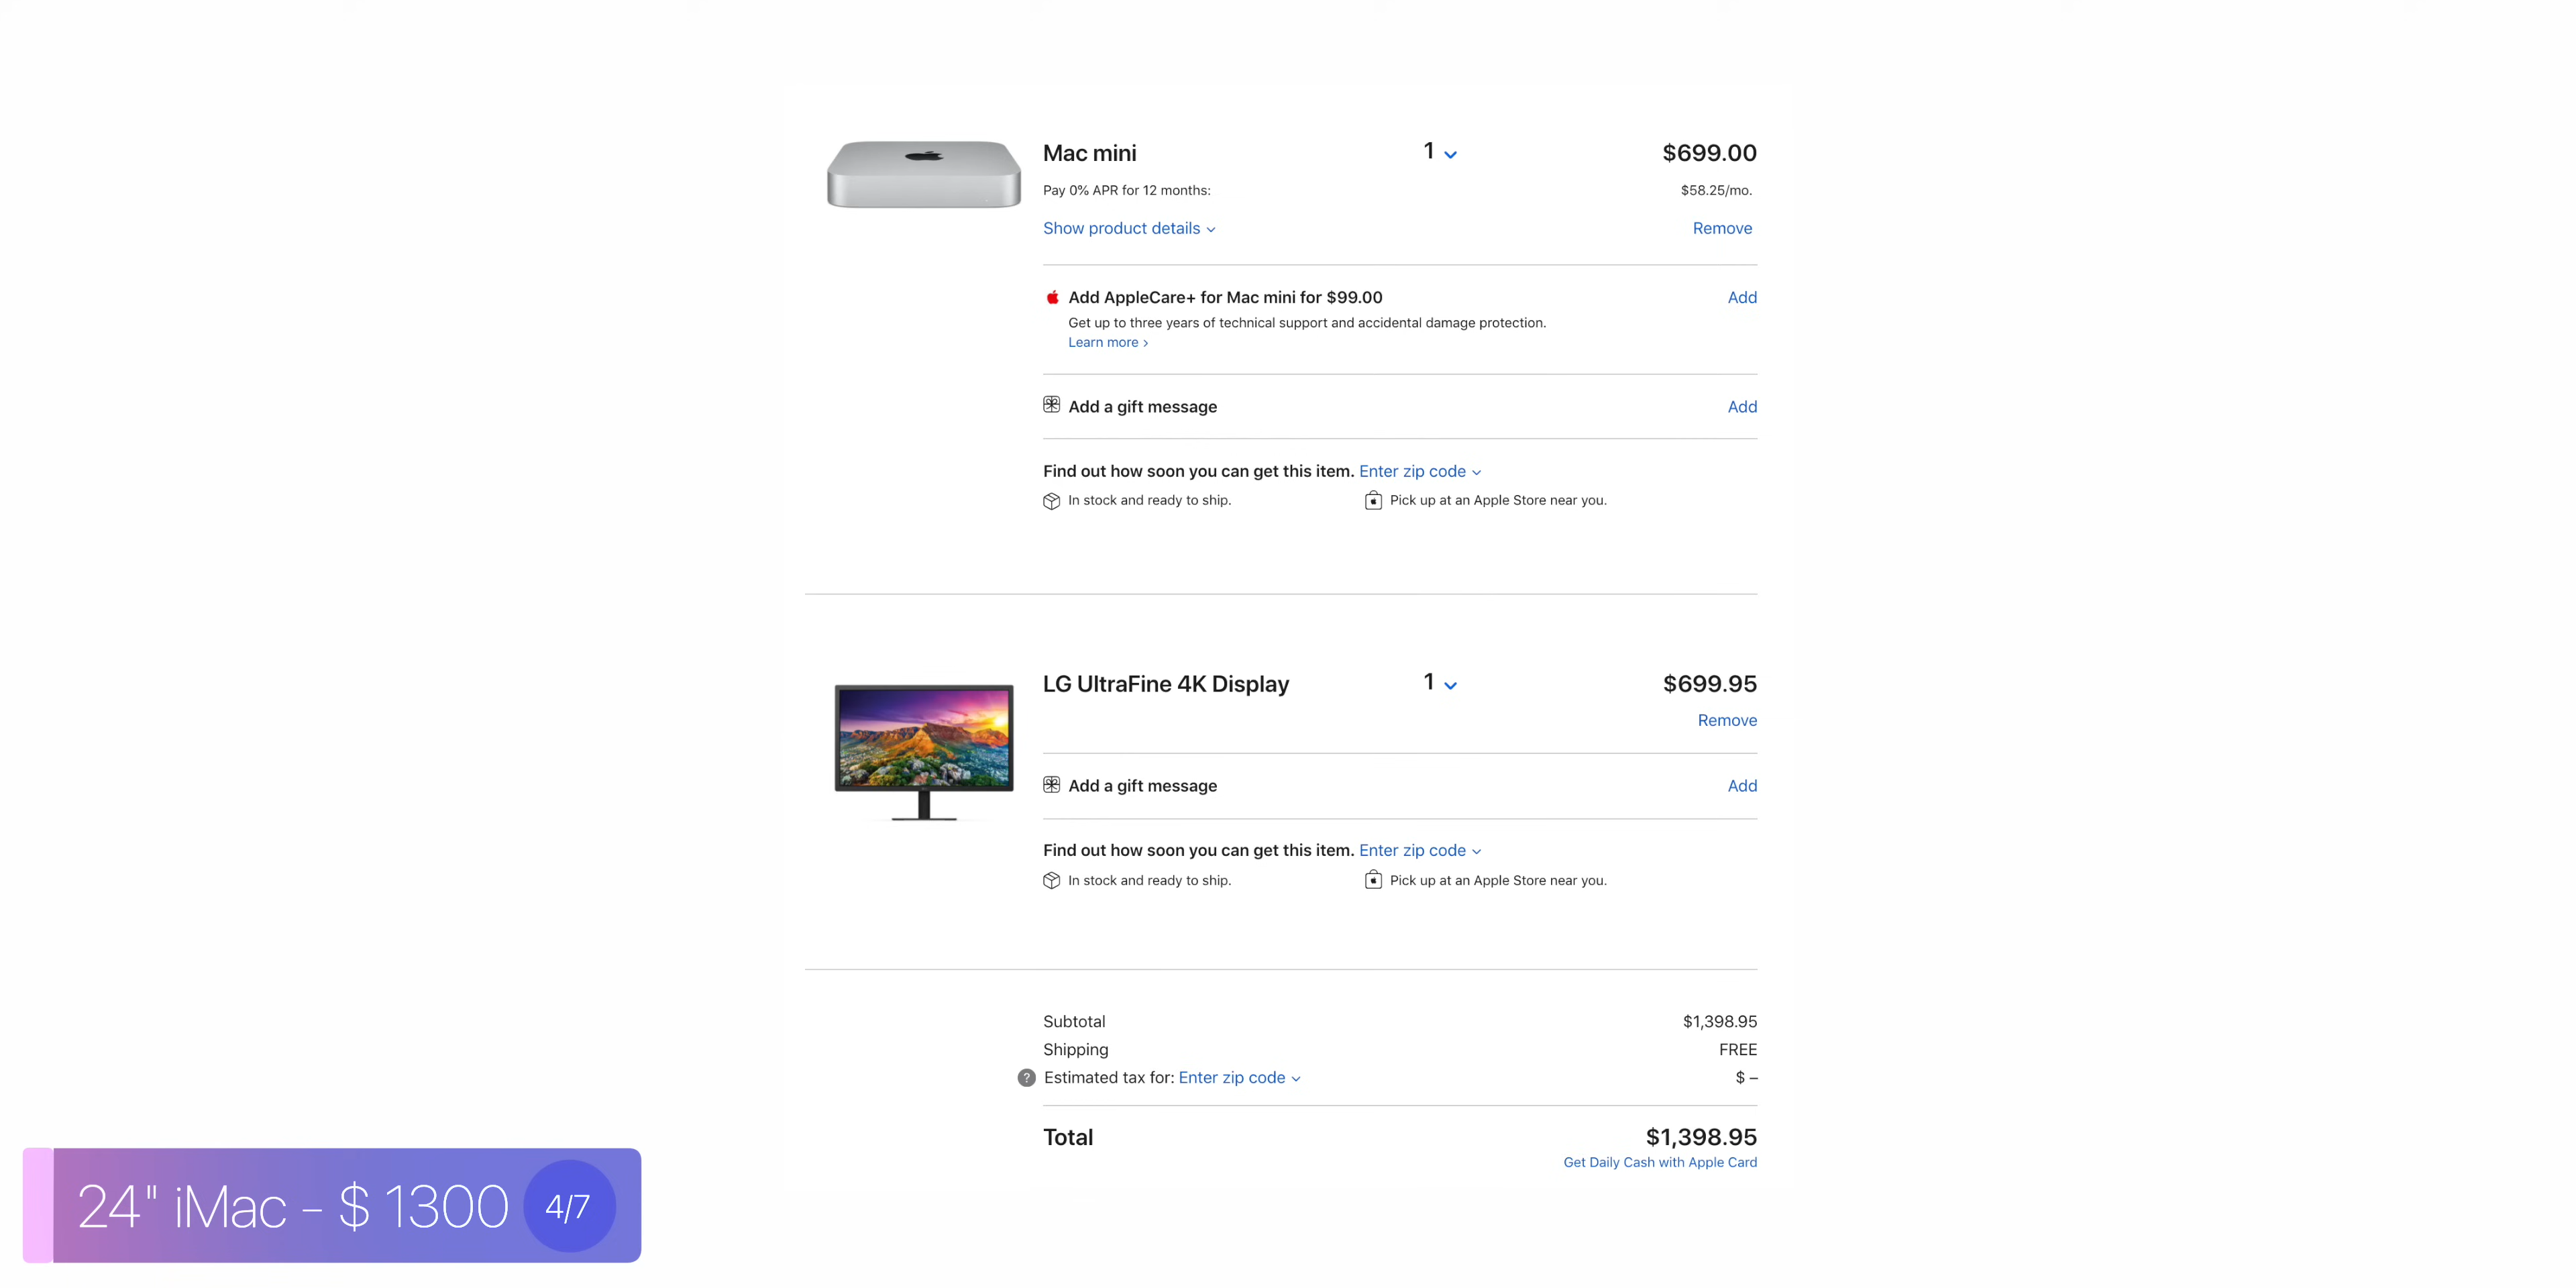 Mac mini 1 $699.00
Pay 0% APR for 12 months: $58.25/mo.
Show product details Remove
Add AppleCare+ for Mac mini for $99.00 Add
Get up to three years of technical support and accidental damage protection.
Learn more >
Add a gift message Add
Find out how soon you can get this item. Enter zip code
In stock and ready to ship. Pick up at an Apple Store near you.
LG UltraFine 4K Display 1 $699.95
Remove
Add a gift message Add
Find out how soon you can get this item. Enter zip code
In stock and ready to ship. Pick up at an Apple Store near you.
Subtotal $1,398.95
Shipping FREE
? Estimated tax for: Enter zip code $ –
Total $1,398.95
Get Daily Cash with Apple Card
24" iMac – $ 1300 4/7